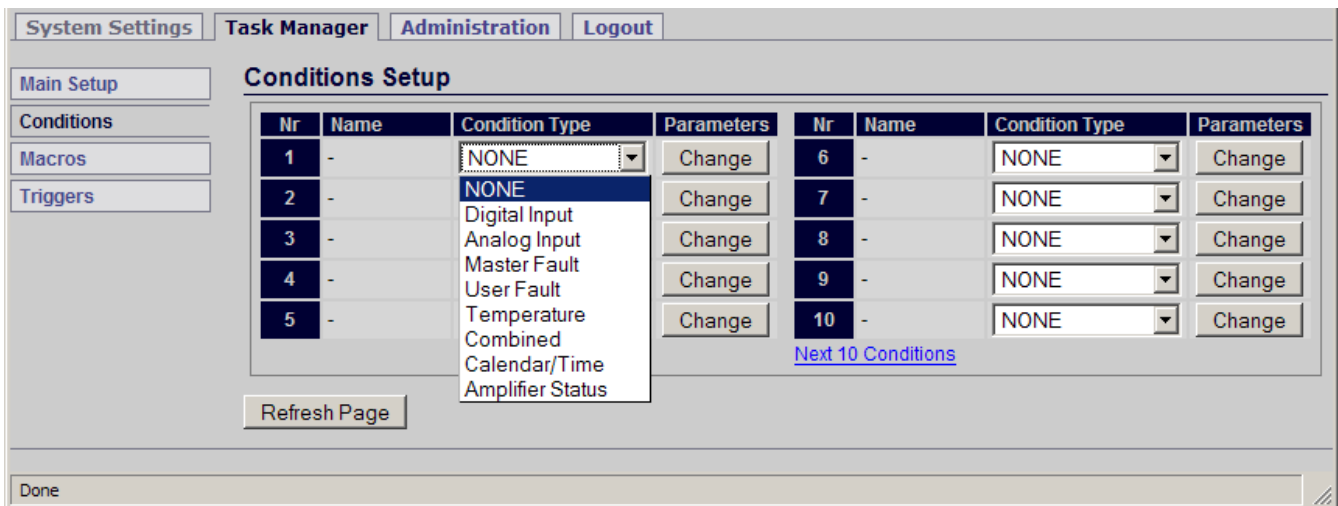 System Settings Task Manager Administration Logout
Main Setup
Conditions
Macros
Triggers
Conditions Setup
Nr Name Condition Type Parameters Nr Name Condition Type Parameters
1 - NONE Change 6 - NONE Change
NONE
2 - Change 7 - NONE Change
Digital Input
Analog Input
3 - Change 8 - NONE Change
Master Fault
4 - Change 9 - NONE Change
User Fault
Temperature
5 - Change 10 - NONE Change
Combined
Calendar/Time
Next 10 Conditions
Amplifier Status
Refresh Page
Done